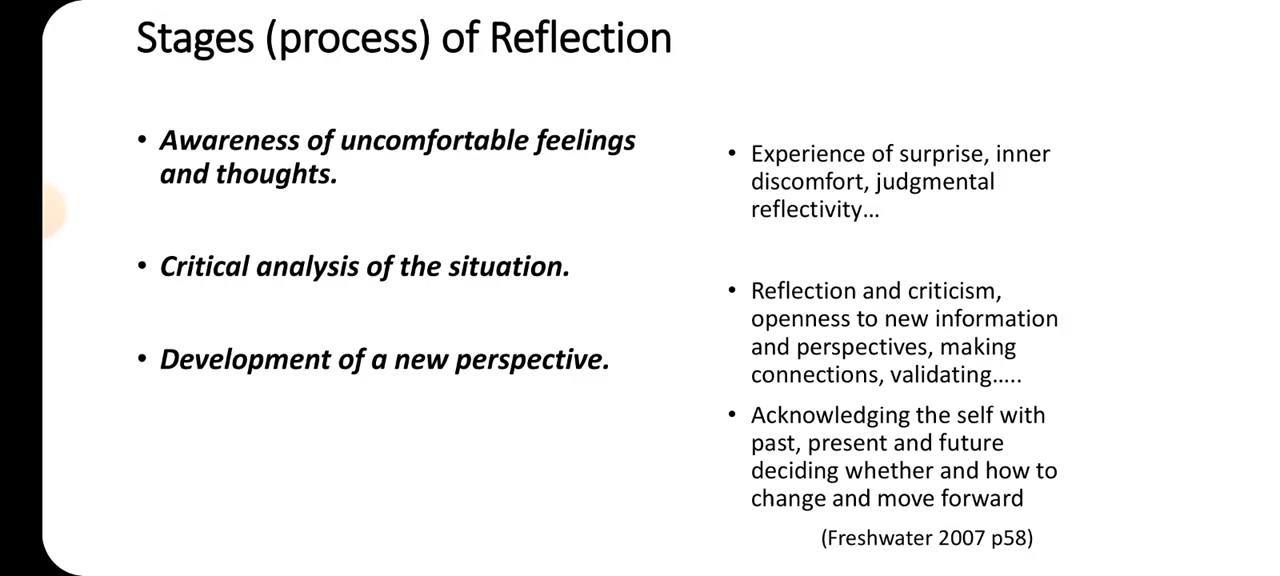 Stages (process) of Reflection
• Awareness of uncomfortable feelings
and thoughts.
• Critical analysis of the situation.
• Development of a new perspective.
• Experience of surprise, inner
discomfort, judgmental
reflectivity...
• Reflection and criticism,
openness to new information
and perspectives, making
connections, validating.....
• Acknowledging the self with
past, present and future
deciding whether and how to
change and move forward
(Freshwater 2007 p58)